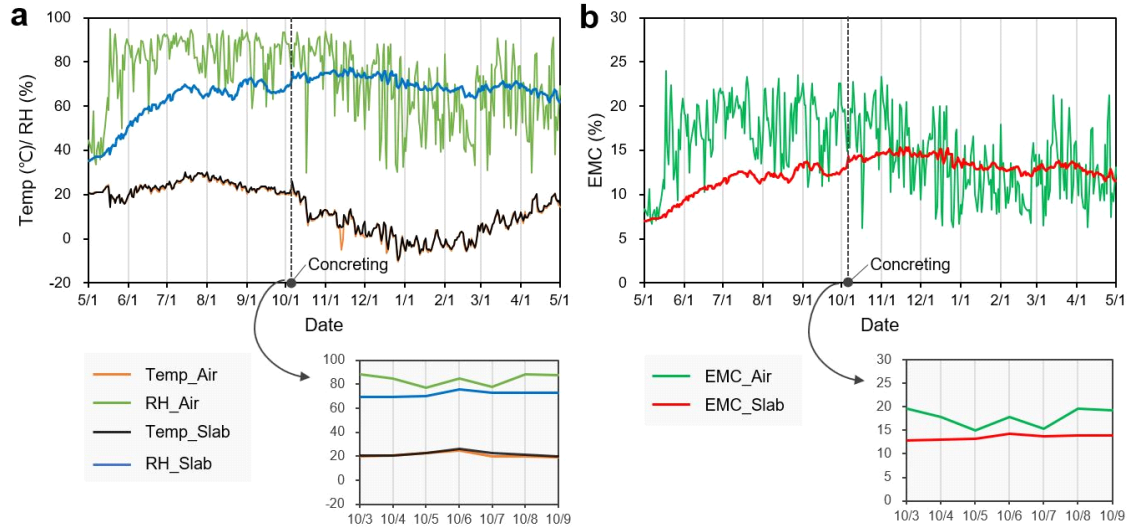 a
Temp (℃)/ RH (%)
100
80
60
40
20
0
-20
5/1 6/1 7/1 8/1 9/1 10/1 11/1 12/1 1/1 2/1 3/1 4/1 5/1
Concreting
Date
Temp_Air
RH_Air
Temp_Slab
RH_Slab
100
80
60
40
20
0
-20
10/3 10/4 10/5 10/6 10/7 10/8 10/9
b
EMC (%)
30
25
20
15
10
5
0
5/1 6/1 7/1 8/1 9/1 10/1 11/1 12/1 1/1 2/1 3/1 4/1 5/1
Concreting
Date
EMC_Air
EMC_Slab
30
25
20
15
10
5
0
10/3 10/4 10/5 10/6 10/7 10/8 10/9